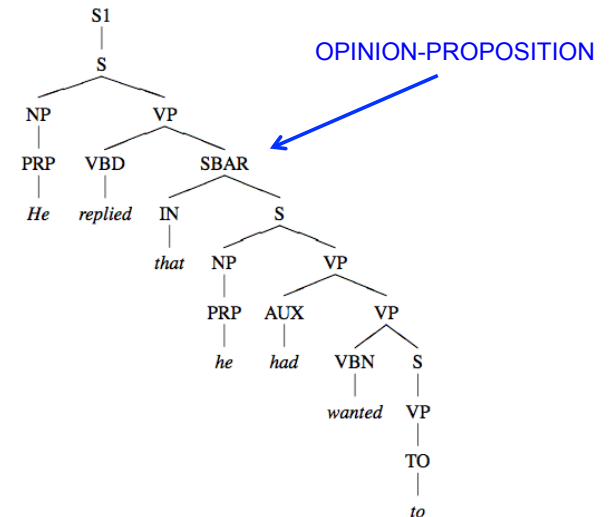 S1
OPINION-PROPOSITION
S
NP VP
PRP VBD SBAR
He replied IN S
that NP VP
PRP AUX VP
he had VBN S
wanted VP
TO
to